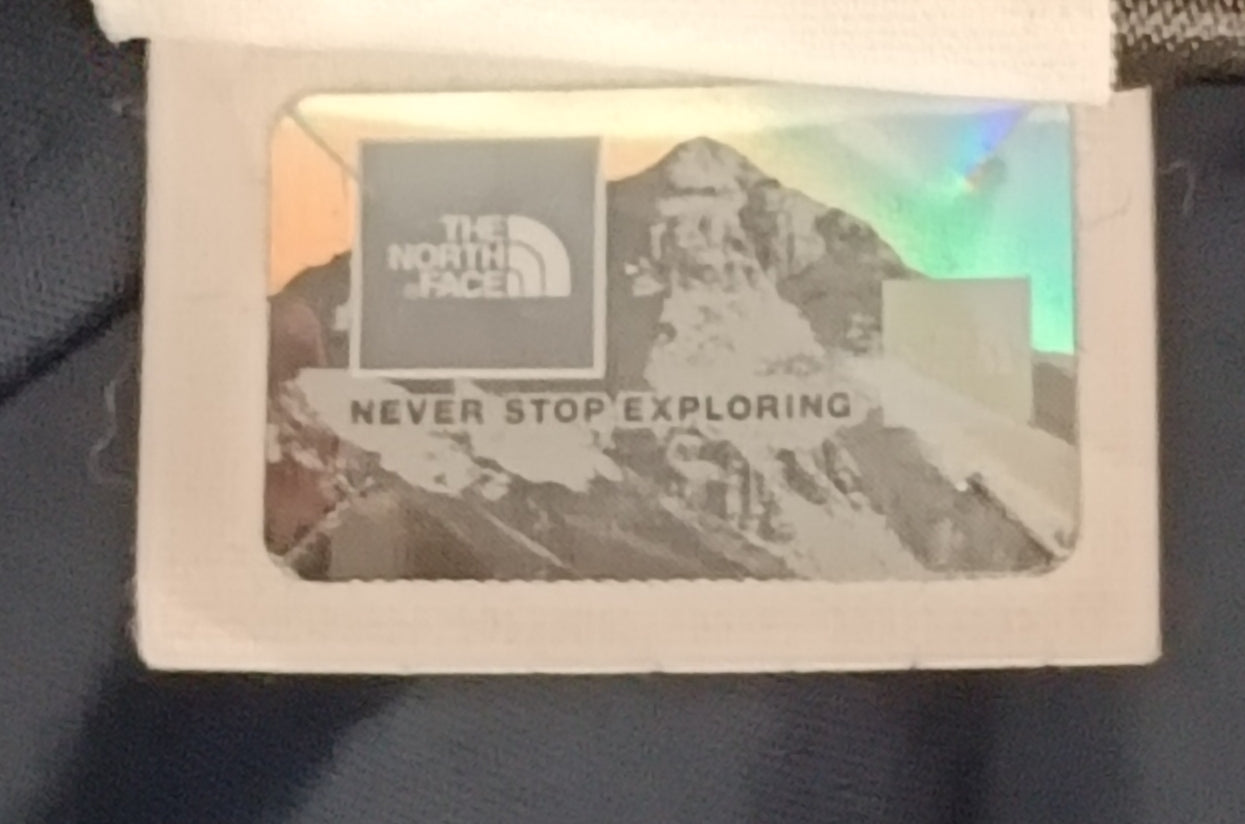 THE
NORTH
FACE
NEVER STOP EXPLORING